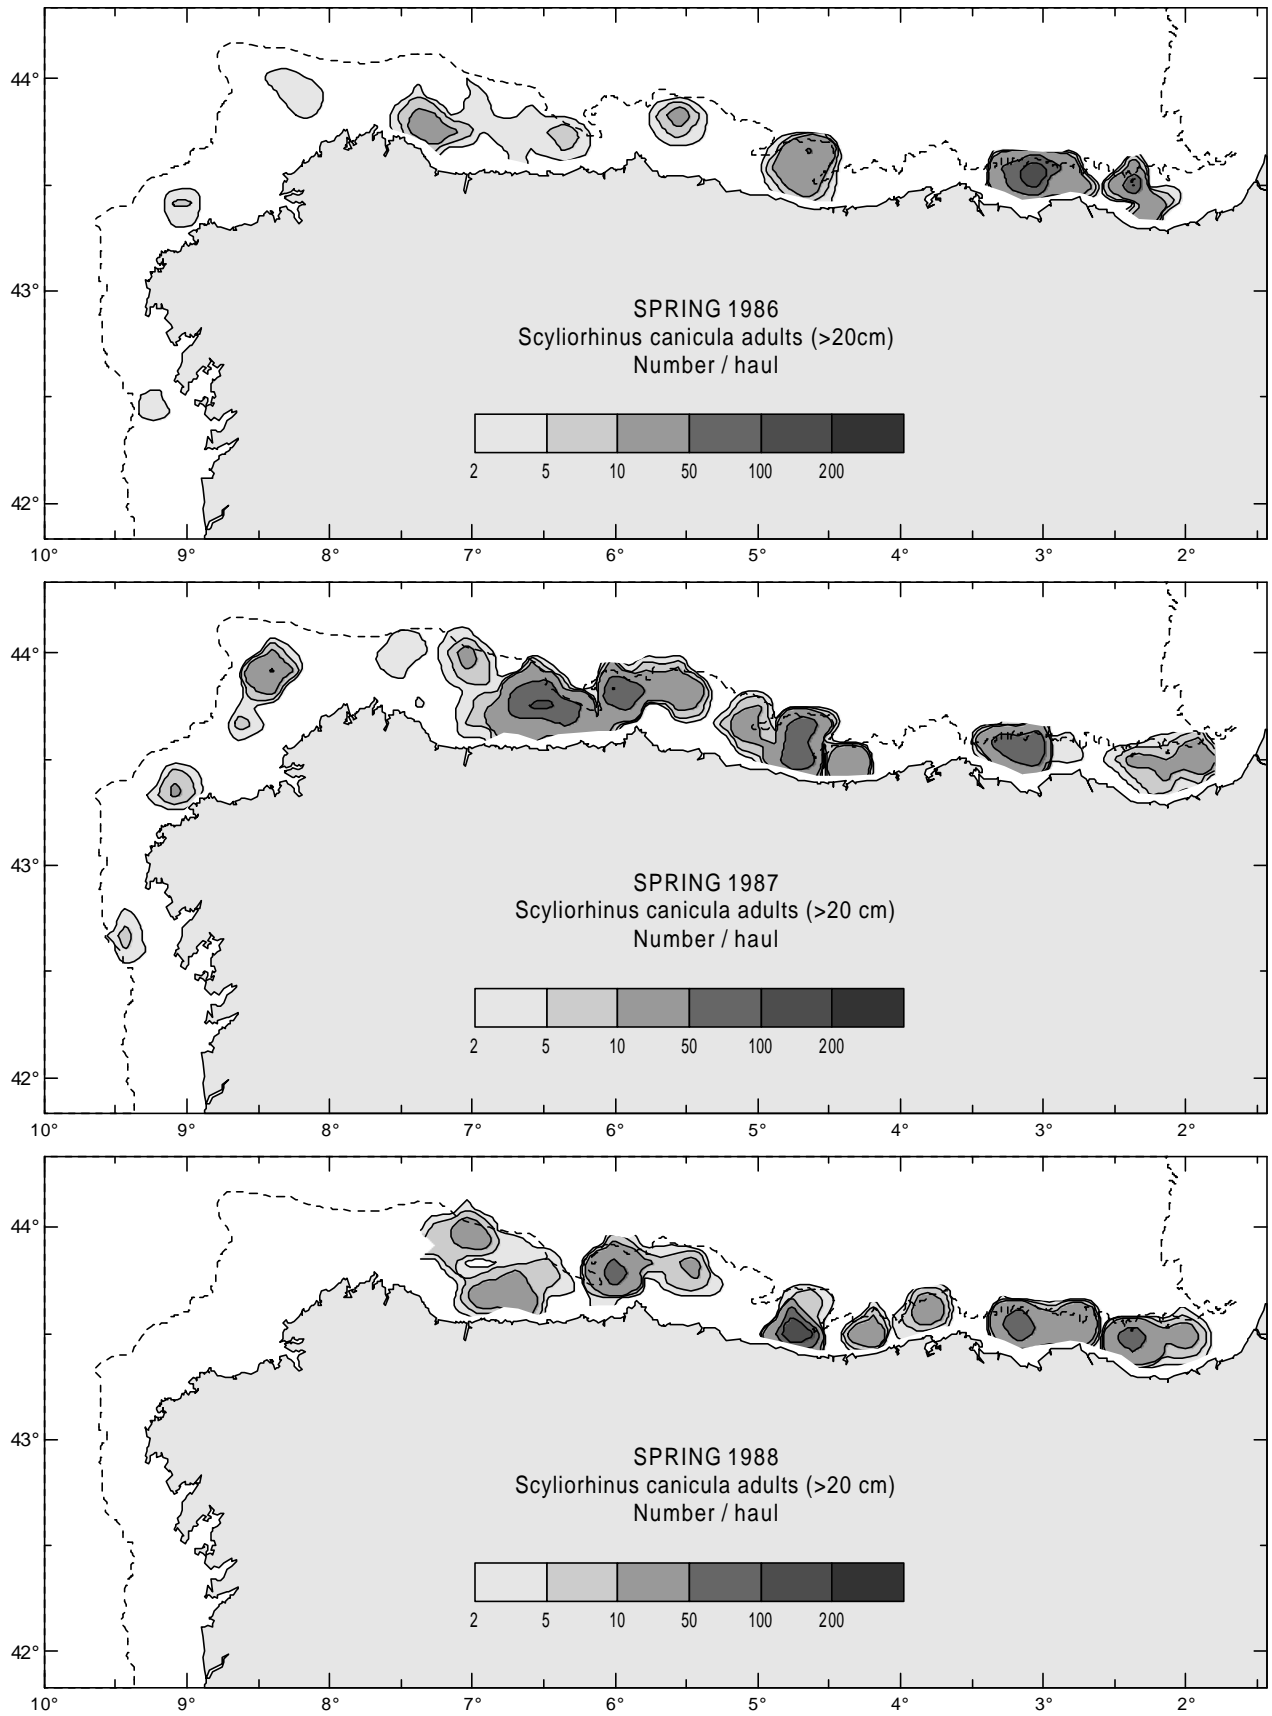 44°
43°
42°
SPRING 1986
Scyliorhinus canicula adults (>20cm)
Number / haul
2 5 10 50 100 200
10° 9° 8° 7° 6° 5° 4° 3° 2°
44°
43°
42°
SPRING 1987
Scyliorhinus canicula adults (>20 cm)
Number / haul
2 5 10 50 100 200
10° 9° 8° 7° 6° 5° 4° 3° 2°
44°
43°
42°
SPRING 1988
Scyliorhinus canicula adults (>20 cm)
Number / haul
2 5 10 50 100 200
10° 9° 8° 7° 6° 5° 4° 3° 2°